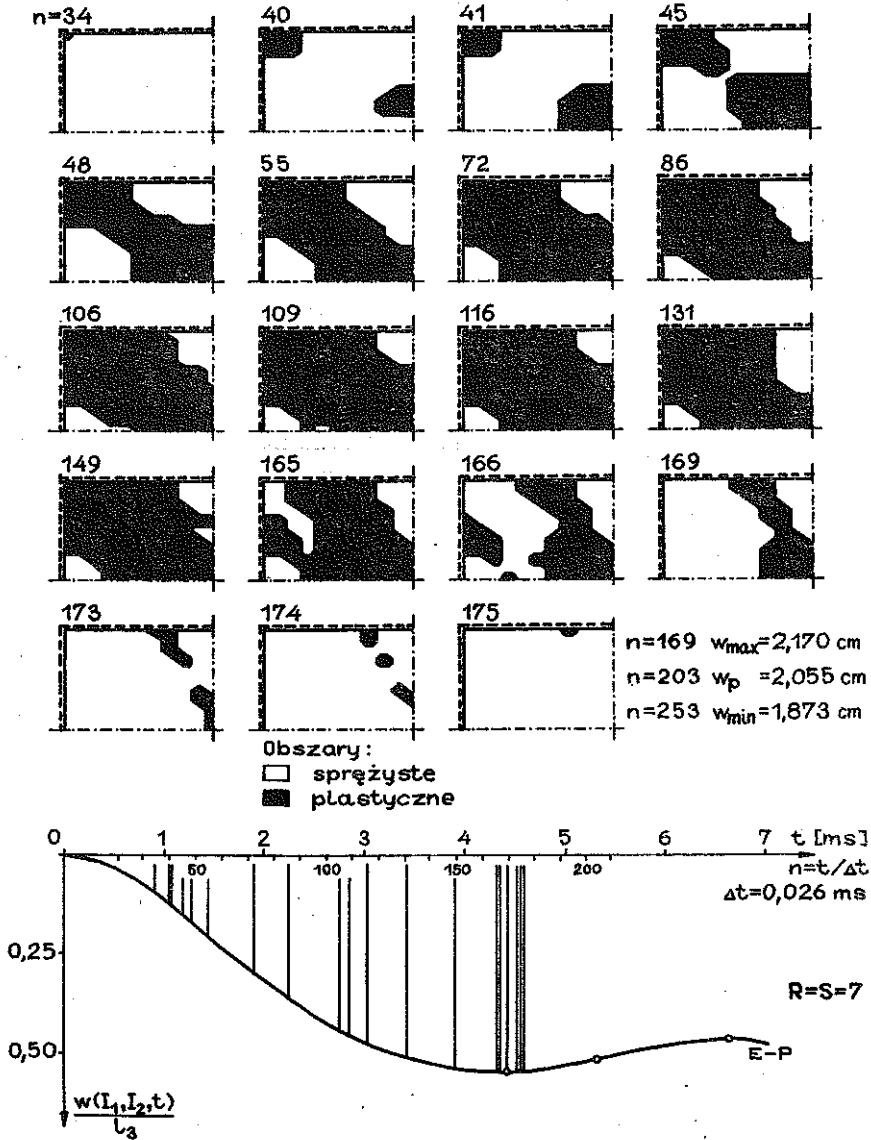 n=34 40 41 45
48 55 72 86
106 109 116 131
149 165 166 169
173 174 175
n=169 wmax=2,170 cm
n=203 wp =2,055 cm
n=253 wmin=1,873 cm
Obszary:
sprężyste
plastyczne
0 1 2 3 4 5 6 7 t [ms]
50 100 150 200 n=t/Δt
Δt=0,026 ms
0,25
R=S=7
0,50
E-P
w(I1,I2,t)
l3